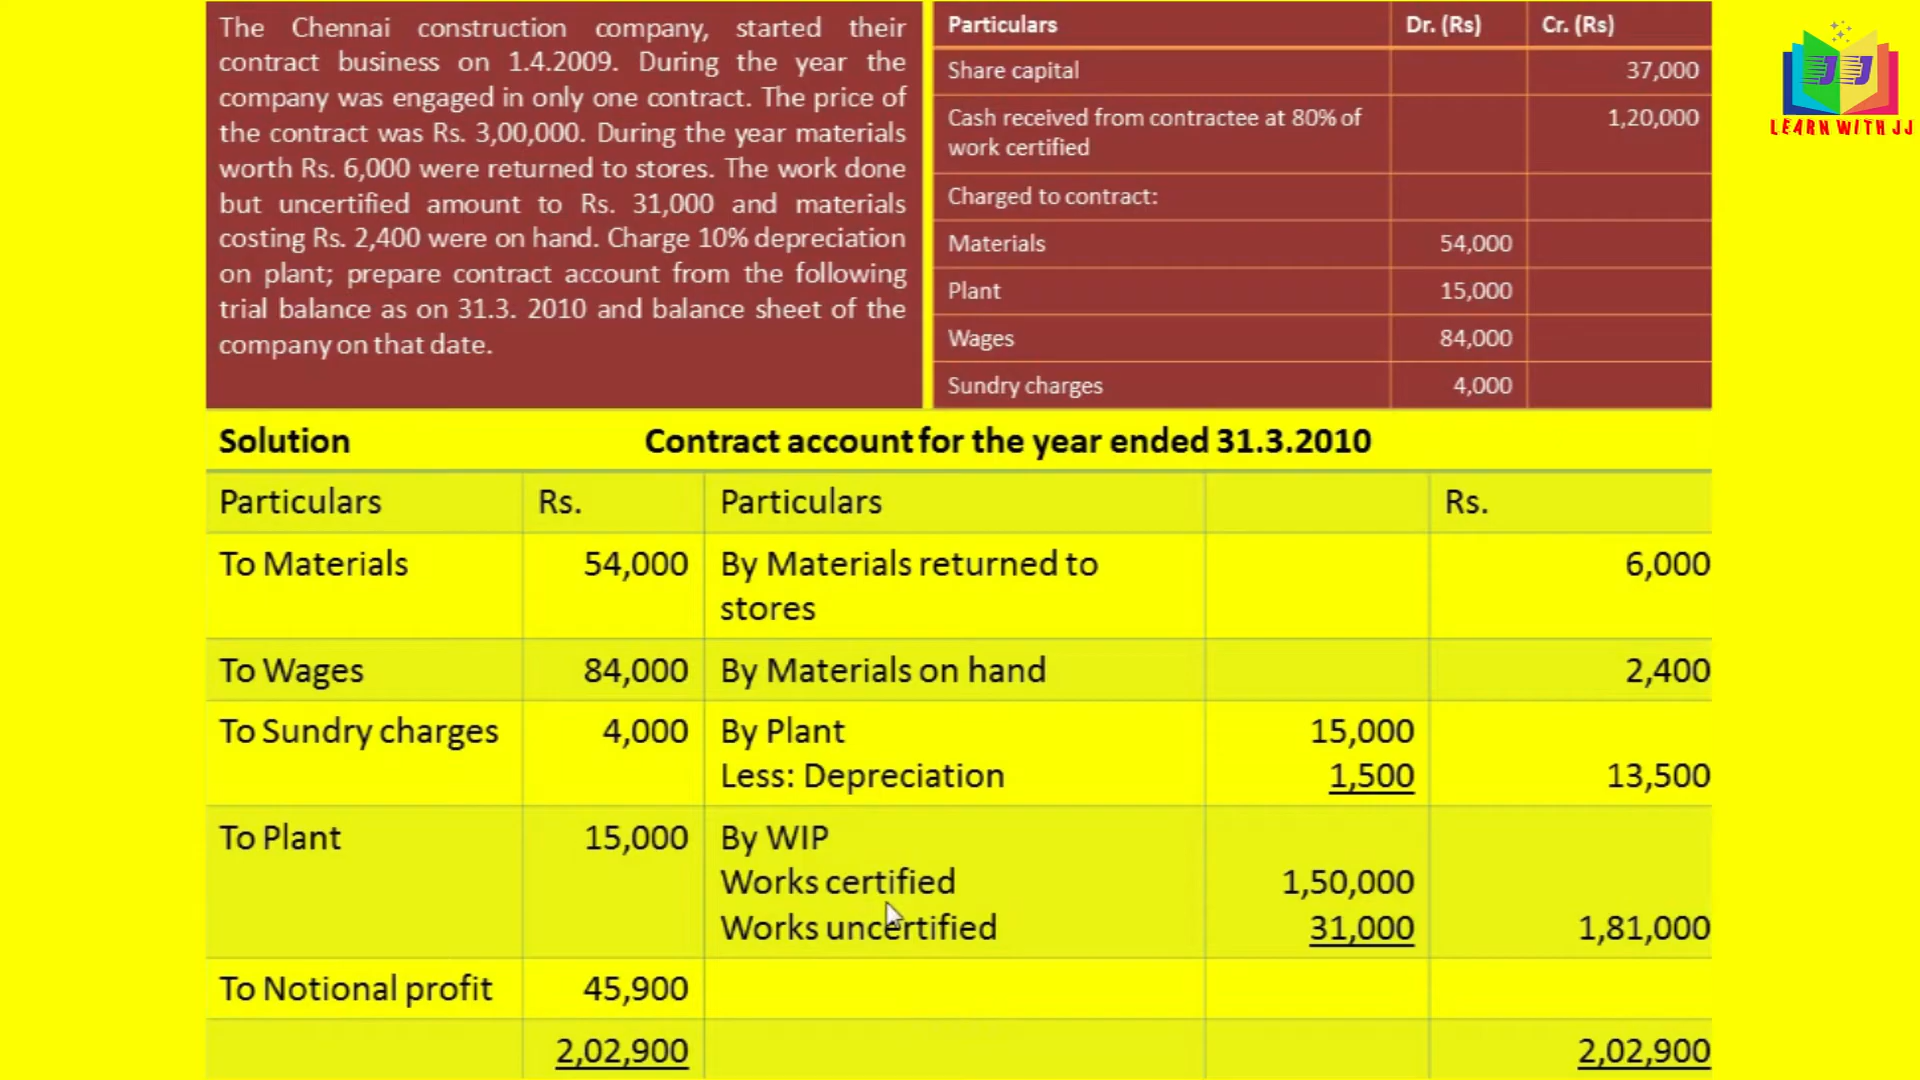 The Chennai construction company, started their
contract business on 1.4.2009. During the year the
company was engaged in only one contract. The price of
the contract was Rs. 3,00,000. During the year materials
worth Rs. 6,000 were returned to stores. The work done
but uncertified amount to Rs. 31,000 and materials
costing Rs. 2,400 were on hand. Charge 10% depreciation
on plant; prepare contract account from the following
trial balance as on 31.3. 2010 and balance sheet of the
company on that date.
Particulars Dr. (Rs) Cr. (Rs)
Share capital 37,000
Cash received from contractee at 80% of 1,20,000
work certified
Charged to contract:
Materials 54,000
Plant 15,000
Wages 84,000
Sundry charges 4,000
JJ
LEARN WITH JJ
Solution Contract account for the year ended 31.3.2010
Particulars Rs. Particulars Rs.
To Materials 54,000 By Materials returned to 6,000
stores
To Wages 84,000 By Materials on hand 2,400
To Sundry charges 4,000 By Plant 15,000
Less: Depreciation 1,500 13,500
To Plant 15,000 By WIP
Works certified 1,50,000
Works uncertified 31,000 1,81,000
To Notional profit 45,900
2,02,900 2,02,900